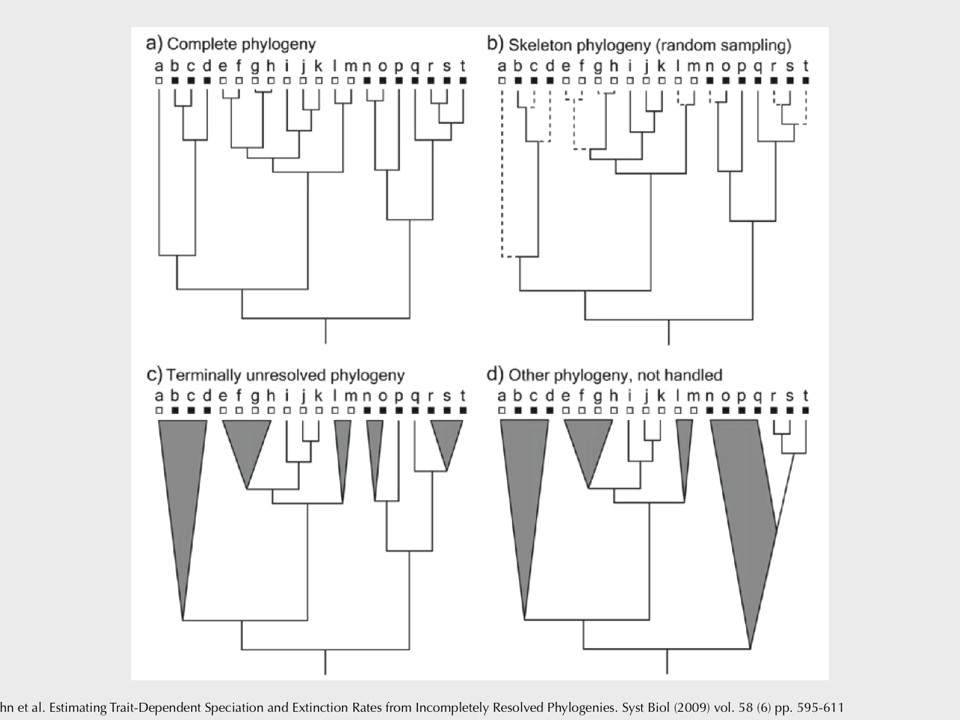 a) Complete phylogeny
a b c d e f g h i j k l m n o p q r s t
b) Skeleton phylogeny (random sampling)
a b c d e f g h i j k l m n o p q r s t
c) Terminally unresolved phylogeny
a b c d e f g h i j k l m n o p q r s t
d) Other phylogeny, not handled
a b c d e f g h i j k l m n o p q r s t
hn et al. Estimating Trait-Dependent Speciation and Extinction Rates from Incompletely Resolved Phylogenies. Syst Biol (2009) vol. 58 (6) pp. 595-611